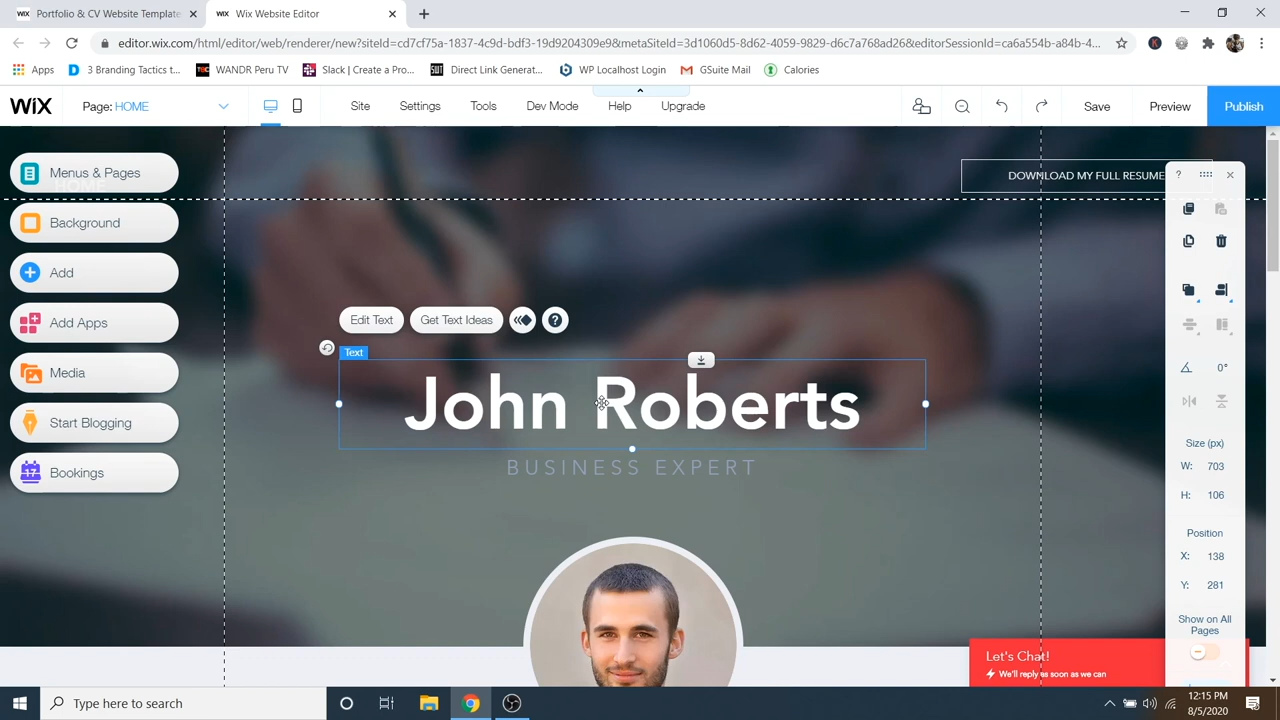 WIX Portfolio & CV Website Template
WIX Wix Website Editor
editor.wix.com/html/editor/web/renderer/new?siteId=cd7cf75a-1837-4c9d-bdf3-19d9204309e9&metaSiteId=3d1060d5-8d62-4059-9829-d6c7a768ad26&editorSessionId=ca6a554b-a84b-4...
Apps
3 Branding Tactics t...
WANDR Peru TV
Slack | Create a Pro...
Direct Link Generat...
WP Localhost Login
GSuite Mail
Calories
WiX
Page: HOME
Site
Settings
Tools
Dev Mode
Help
Upgrade
Save
Preview
Publish
Menus & Pages
HOME
Background
Add
Add Apps
Media
Start Blogging
17 Bookings
DOWNLOAD MY FULL RESUME
?
Edit Text
Get Text Ideas
?
Text
John Roberts
BUSINESS EXPERT
0°
Size (px)
W: 703
H: 106
Position
X: 138
Y: 281
Show on All
Pages
Let's Chat!
We'll reply as soon as we can
Type here to search
12:15 PM
8/5/2020